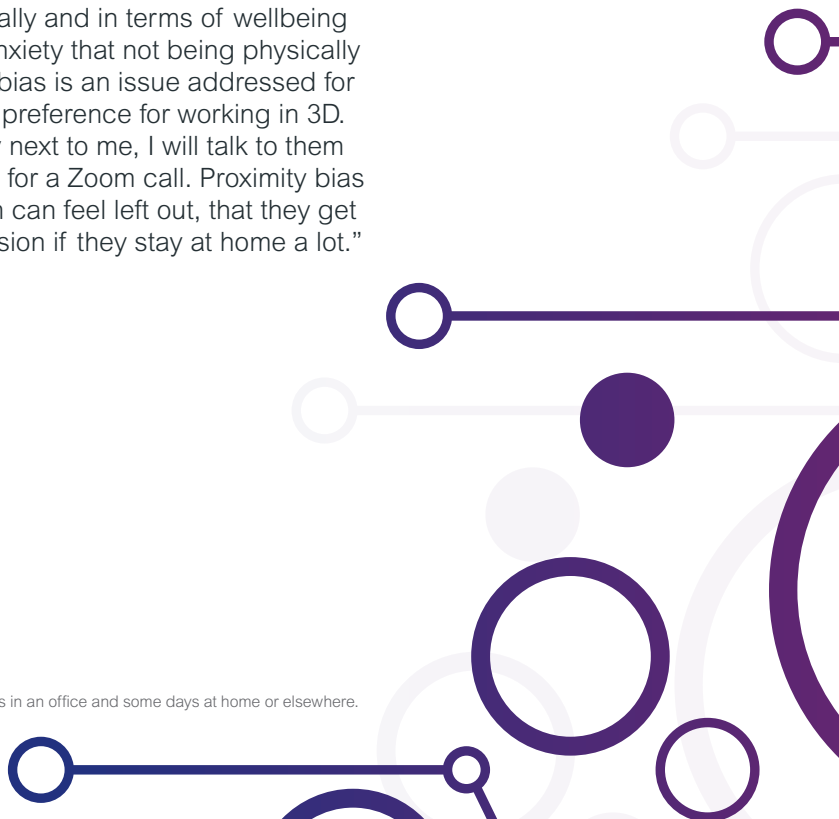 ally and in terms of wellbeing
nxiety that not being physically
bias is an issue addressed for
preference for working in 3D.
next to me, I will talk to them
for a Zoom call. Proximity bias
can feel left out, that they get
sion if they stay at home a lot.”
s in an office and some days at home or elsewhere.